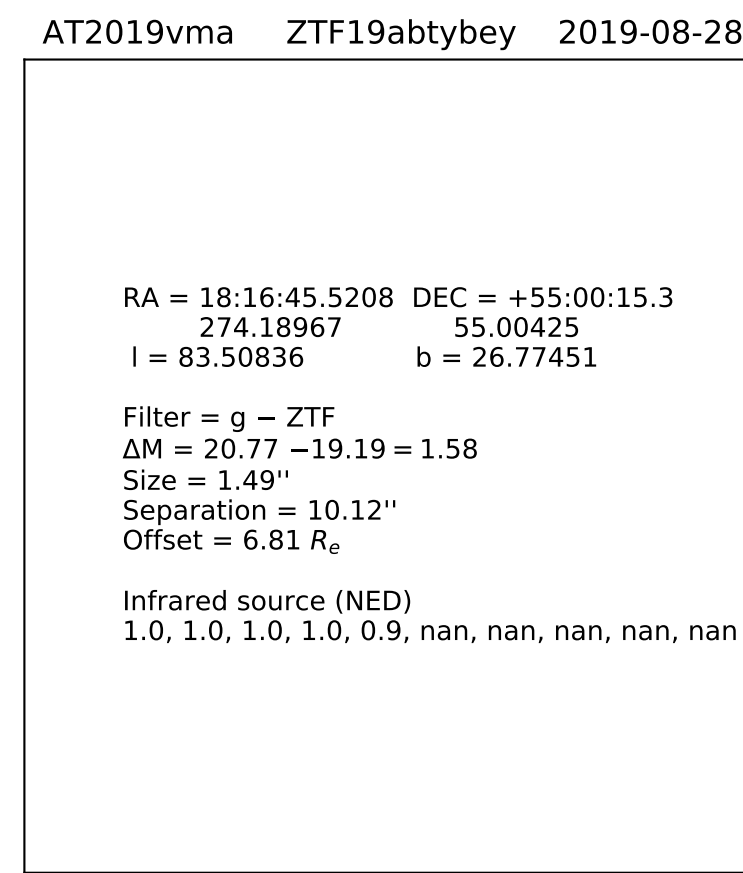 AT2019vma ZTF19abtybey 2019-08-28
RA = 18:16:45.5208 DEC = +55:00:15.3
274.18967 55.00425
l = 83.50836 b = 26.77451
Filter = g − ZTF
ΔM = 20.77 −19.19 = 1.58
Size = 1.49''
Separation = 10.12''
Offset = 6.81 Rₑ
Infrared source (NED)
1.0, 1.0, 1.0, 1.0, 0.9, nan, nan, nan, nan, nan